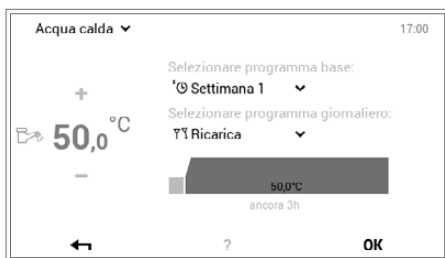 Acqua calda
17:00
Selezionare programma base:
Settimana 1
+
Selezionare programma giornaliero:
50,0°C
Ricarica
−
50,0°C
ancora 3h
?
OK